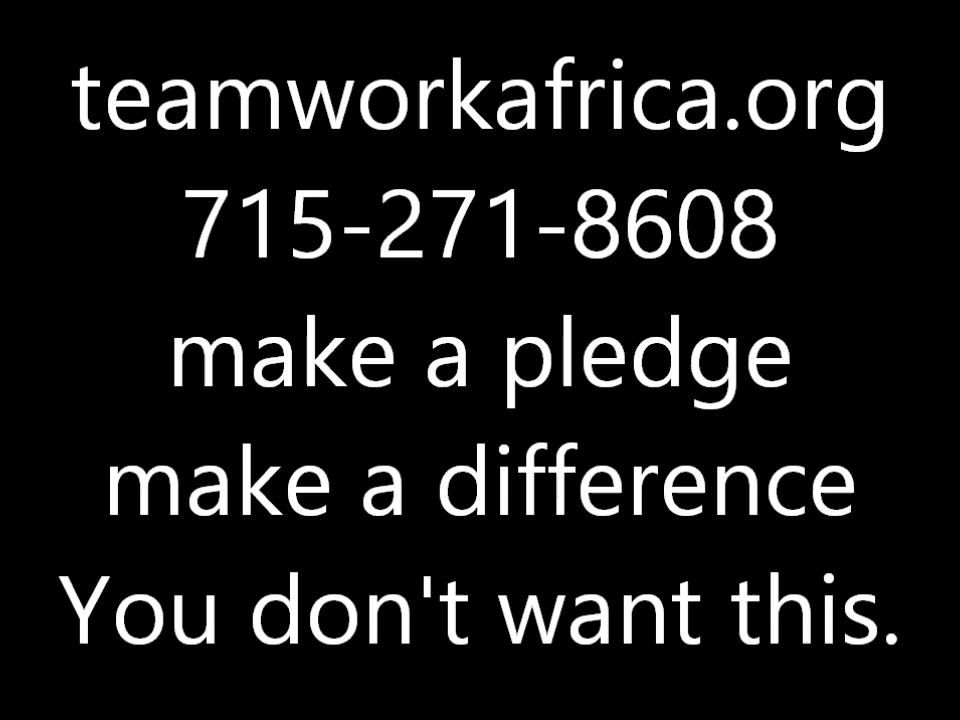 teamworkafrica.org
715-271-8608
make a pledge
make a difference
You don't want this.